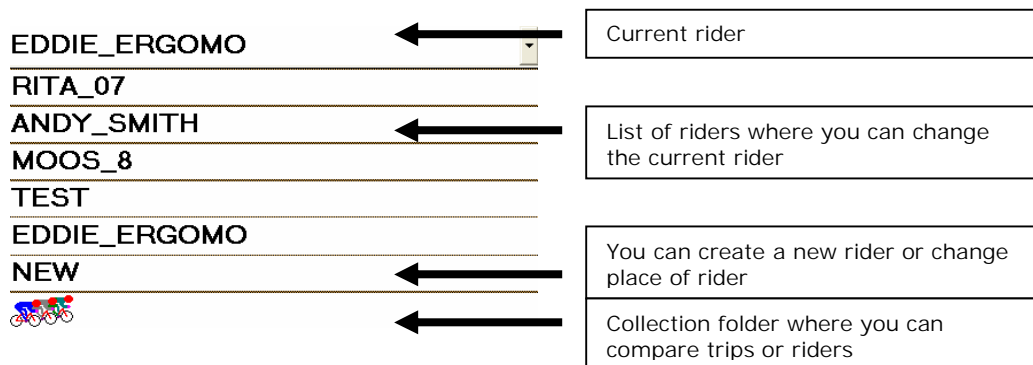 EDDIE_ERGOMO
RITA_07
ANDY_SMITH
MOOS_8
TEST
EDDIE_ERGOMO
NEW
Current rider
List of riders where you can change
the current rider
You can create a new rider or change
place of rider
Collection folder where you can
compare trips or riders